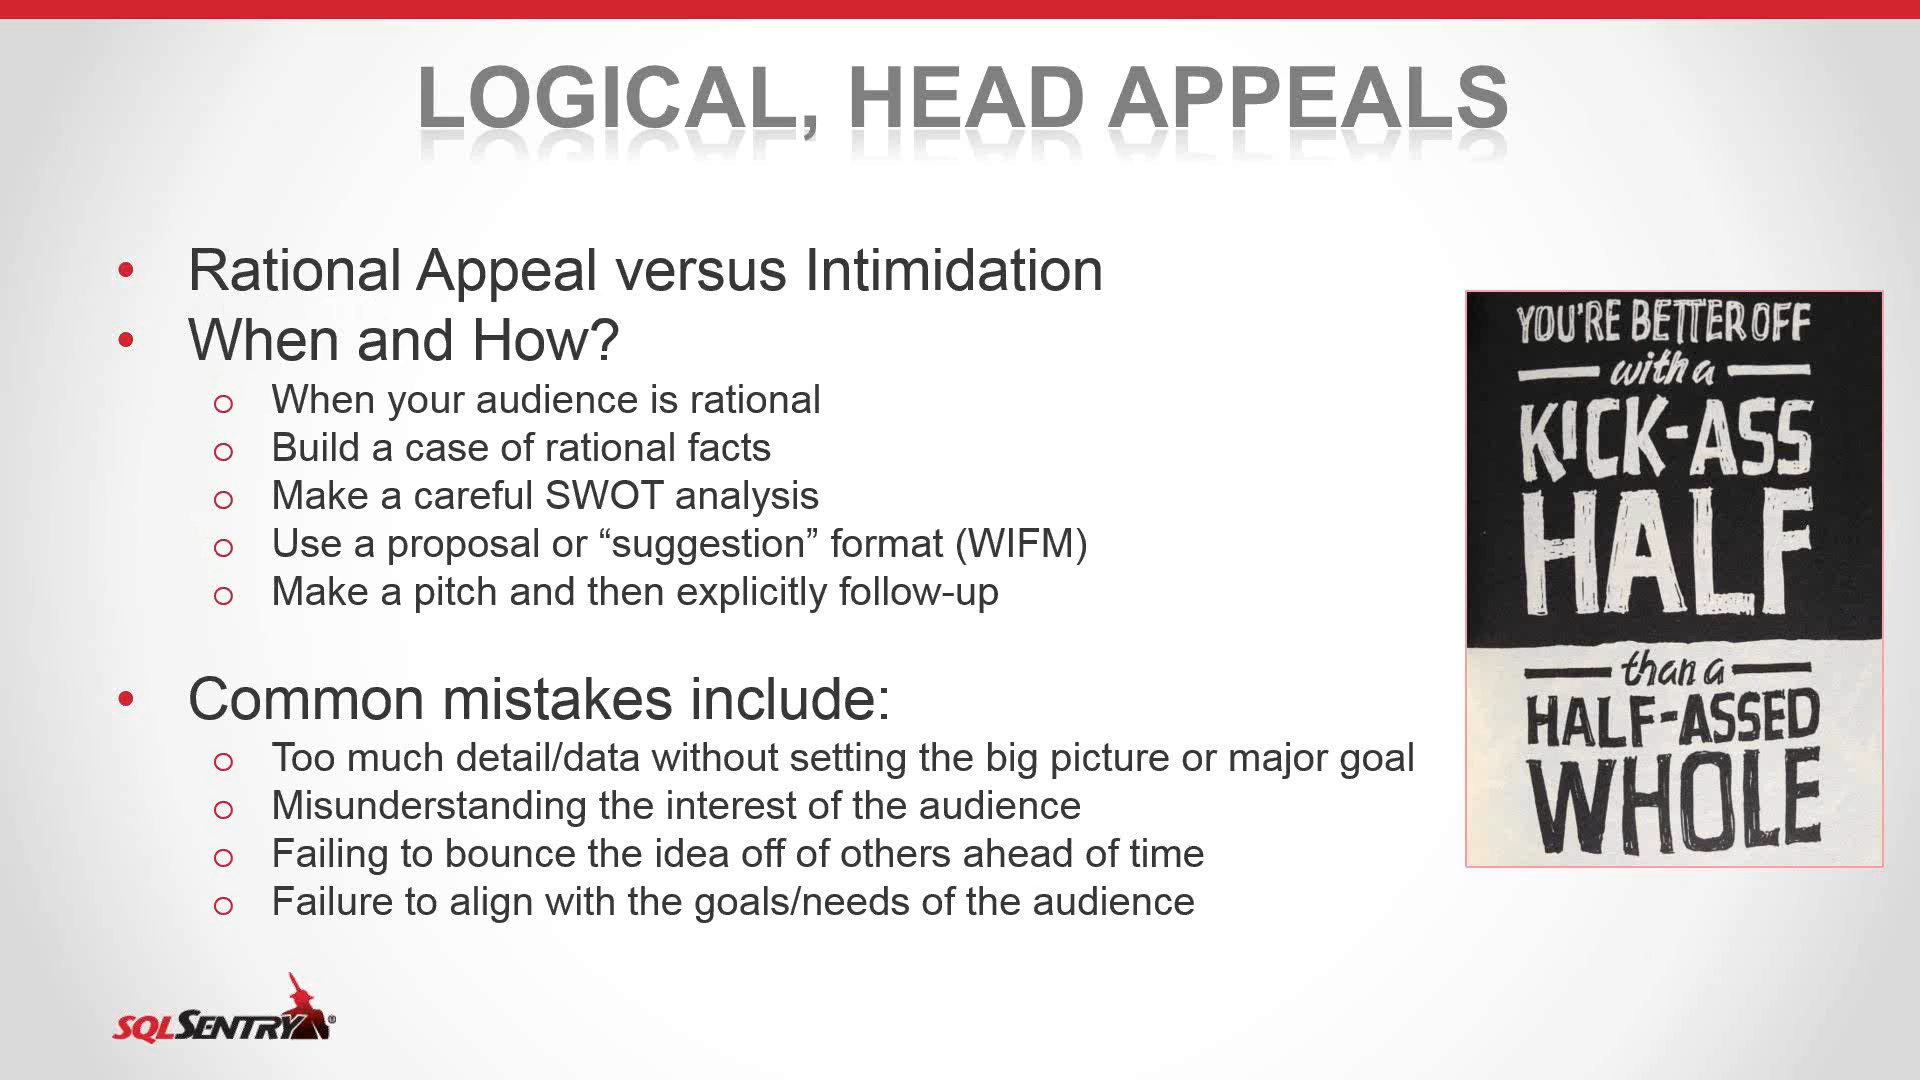 LOGICAL, HEAD APPEALS
• Rational Appeal versus Intimidation
• When and How?
o When your audience is rational
o Build a case of rational facts
o Make a careful SWOT analysis
o Use a proposal or “suggestion” format (WIFM)
o Make a pitch and then explicitly follow-up
• Common mistakes include:
o Too much detail/data without setting the big picture or major goal
o Misunderstanding the interest of the audience
o Failing to bounce the idea off of others ahead of time
o Failure to align with the goals/needs of the audience
YOU'RE BETTER OFF
with a
KICK-ASS
HALF
than a
HALF-ASSED
WHOLE
SQL SENTRY®